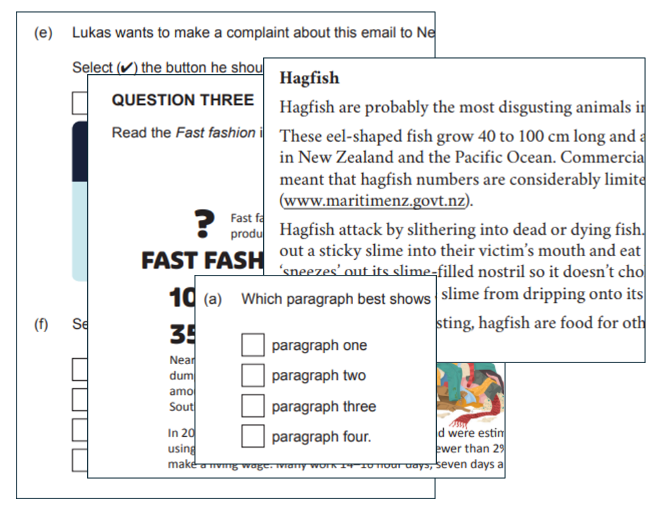 (e) Lukas wants to make a complaint about this email to Ne
Select (✔) the button he shou
(f) Se
QUESTION THREE
Read the Fast fashion i
? Fast fa
produ
FAST FASH
10
35
Near
dum
amo
Sout
In 20
using
make a living wage. Many work 14–16 hour days, seven days a
d were estim
ewer than 2%
Hagfish
Hagfish are probably the most disgusting animals in
These eel-shaped fish grow 40 to 100 cm long and a
in New Zealand and the Pacific Ocean. Commercia
meant that hagfish numbers are considerably limite
(www.maritimenz.govt.nz).
Hagfish attack by slithering into dead or dying fish.
out a sticky slime into their victim's mouth and eat
'sneezes' out its slime-filled nostril so it doesn't cho
slime from dripping onto its
sting, hagfish are food for oth
(a) Which paragraph best shows
paragraph one
paragraph two
paragraph three
paragraph four.